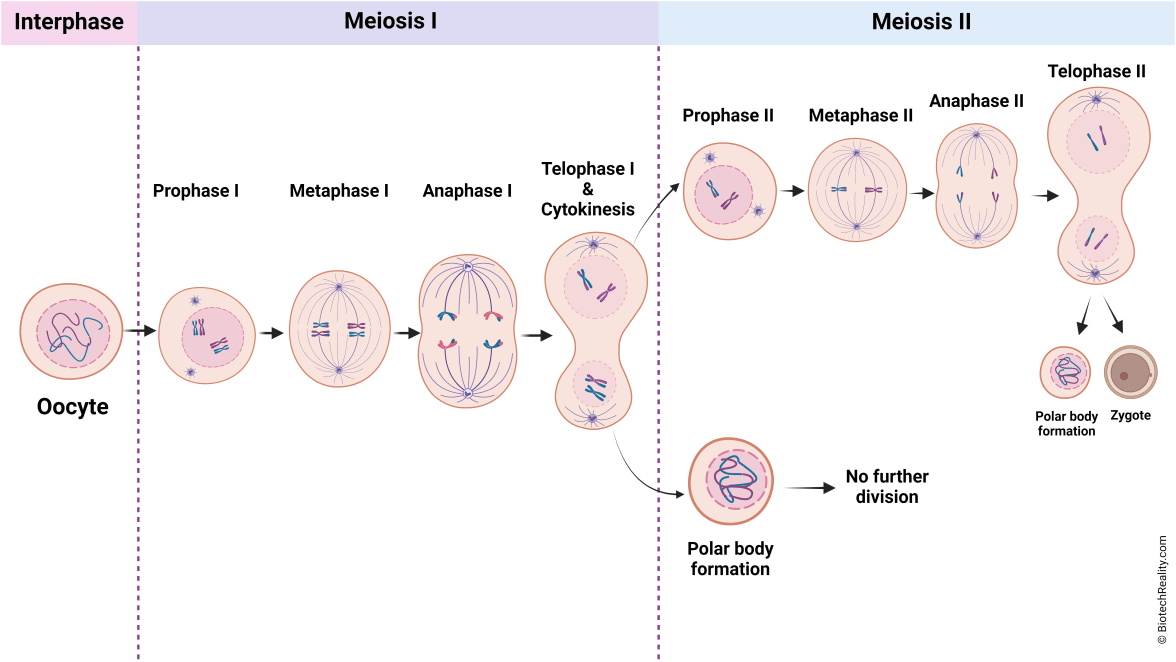 Interphase
Meiosis I
Meiosis II
Prophase I
Metaphase I
Anaphase I
Telophase I
&
Cytokinesis
Prophase II
Metaphase II
Anaphase II
Telophase II
Oocyte
Polar body
formation
Zygote
Polar body
formation
No further
division
© BiotechReality.com